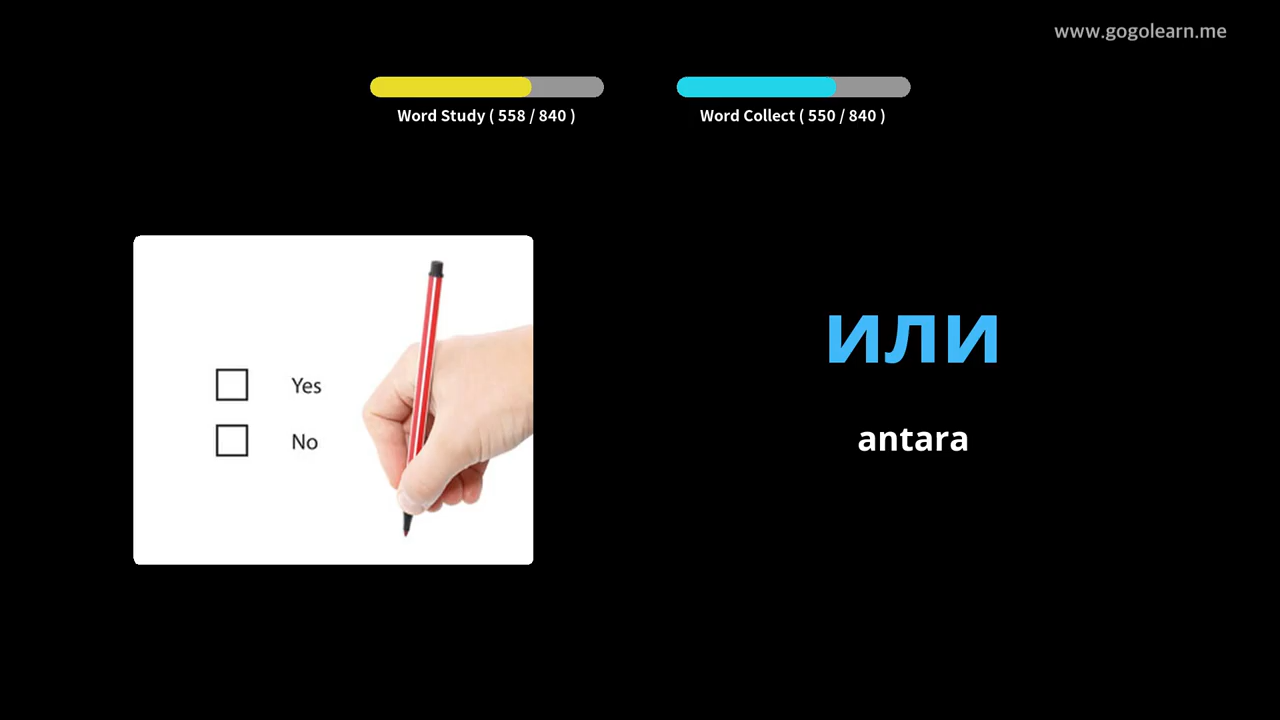 www.gogolearn.me
Word Study ( 558 / 840 )
Word Collect ( 550 / 840 )
Yes
No
или
antara